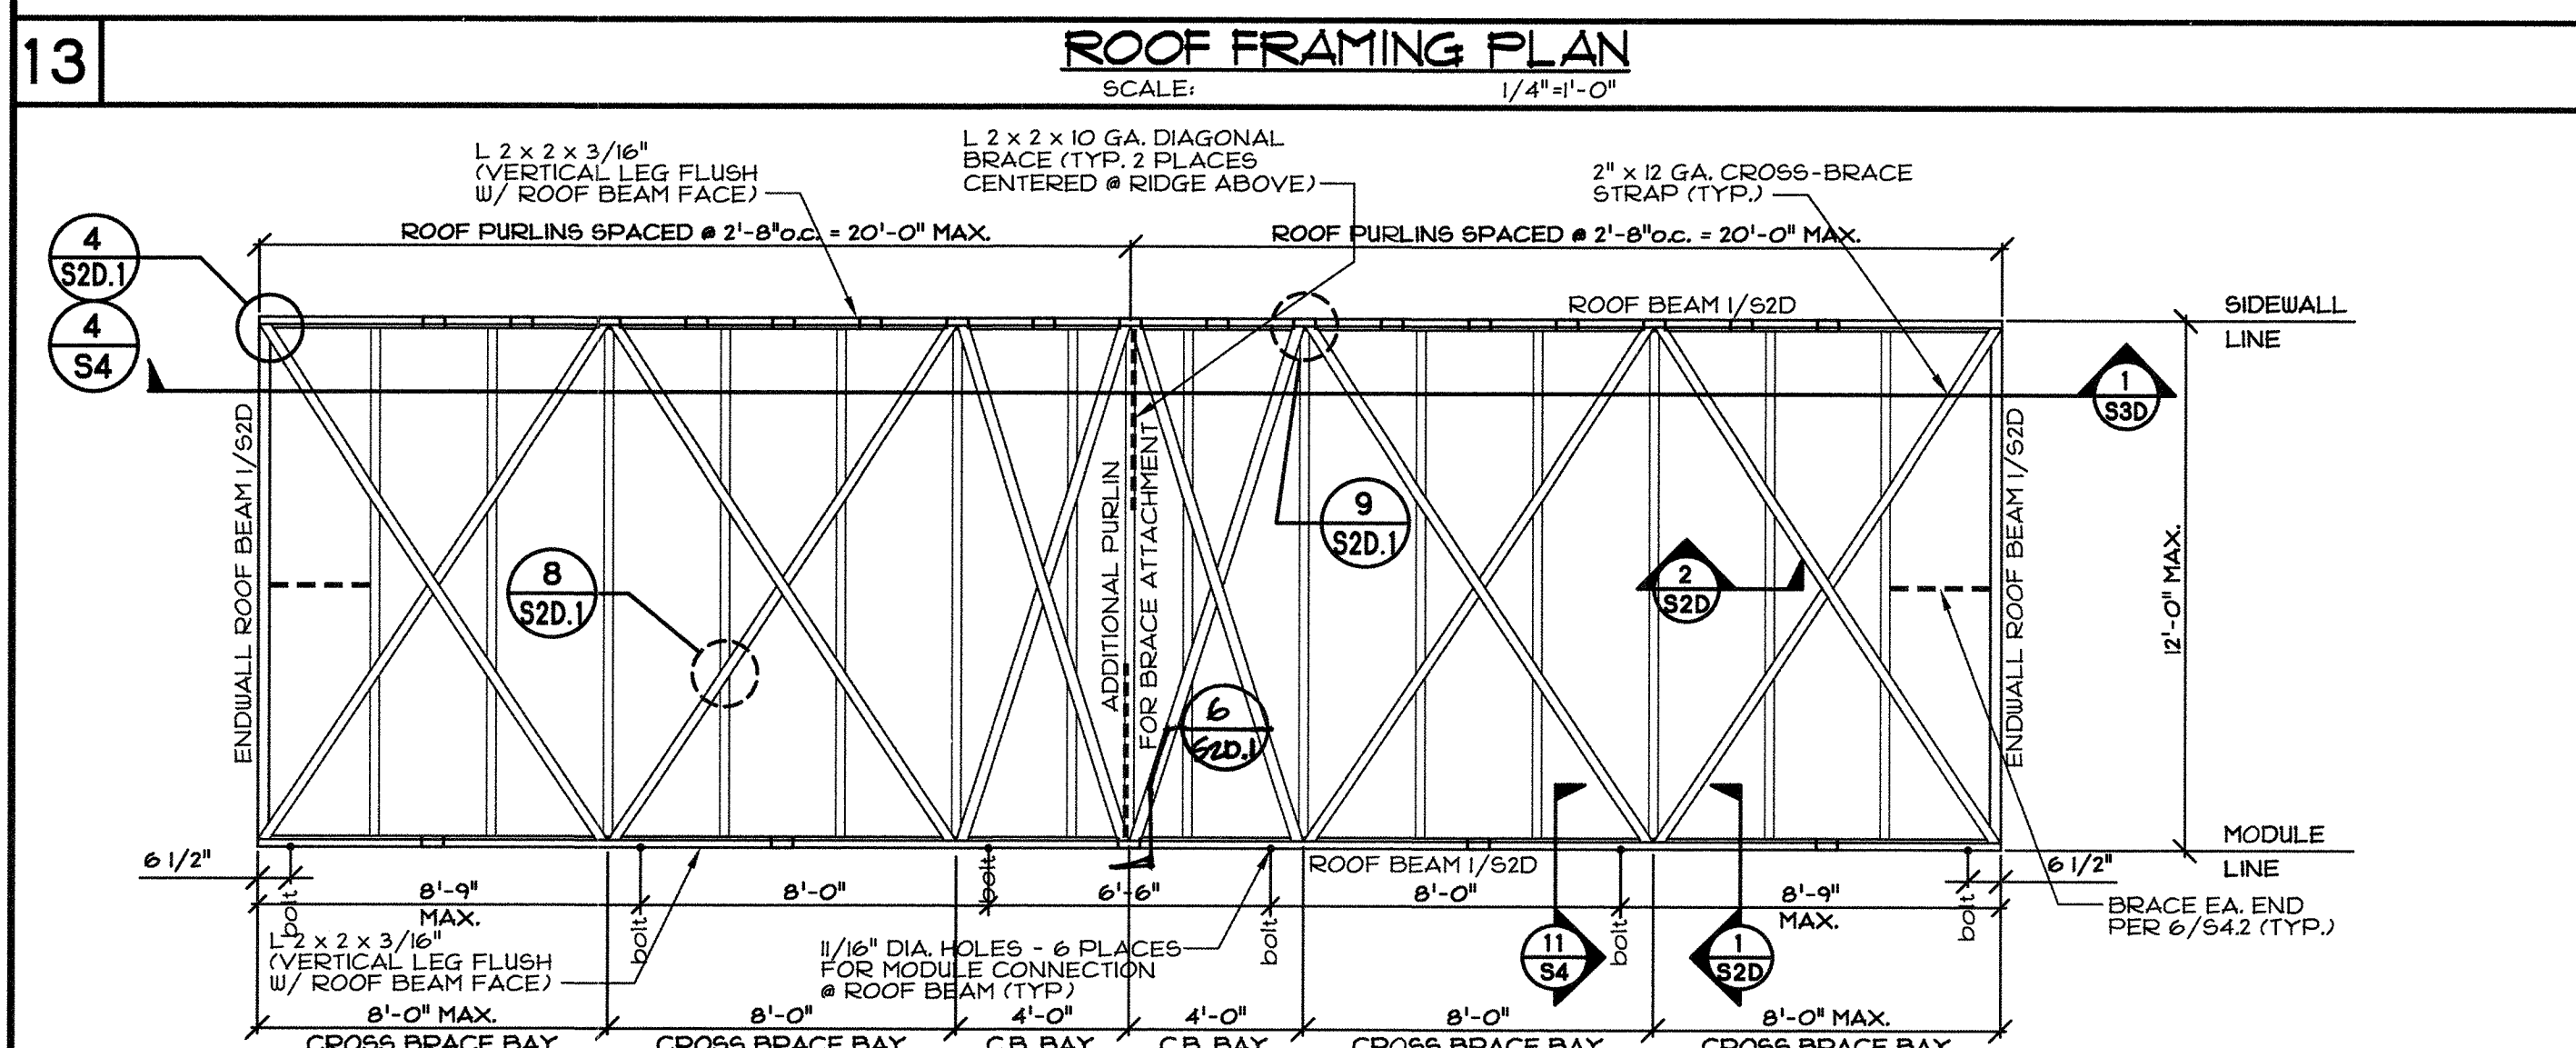 13
ROOF FRAMING PLAN
SCALE: 1/4"=1'-0"
L 2 x 2 x 3/16"
(VERTICAL LEG FLUSH
W/ ROOF BEAM FACE)
L 2 x 2 x 10 GA. DIAGONAL
BRACE (TYP. 2 PLACES
CENTERED @ RIDGE ABOVE)
2" x 12 GA. CROSS-BRACE
STRAP (TYP.)
ROOF PURLINS SPACED @ 2'-8"o.c. = 20'-0" MAX.
ROOF PURLINS SPACED @ 2'-8"o.c. = 20'-0" MAX.
4
S2D.1
4
S4
ROOF BEAM 1/S2D
SIDEWALL
LINE
1
S3D
ENDWALL ROOF BEAM 1/S2D
8
S2D.1
ADDITIONAL PURLIN
FOR BRACE ATTACHMENT
9
S2D.1
6
S2D.1
2
S2D
ENDWALL ROOF BEAM 1/S2D
12'-0" MAX.
MODULE
LINE
ROOF BEAM 1/S2D
6 1/2"
bolt
8'-9"
MAX.
bolt
8'-0"
bolt
6'-6"
bolt
8'-0"
bolt
8'-9"
MAX.
bolt
6 1/2"
L 2 x 2 x 3/16"
(VERTICAL LEG FLUSH
W/ ROOF BEAM FACE)
11/16" DIA. HOLES - 6 PLACES
FOR MODULE CONNECTION
@ ROOF BEAM (TYP)
11
S4
1
S2D
BRACE EA. END
PER 6/S4.2 (TYP.)
8'-0" MAX.
8'-0"
4'-0"
4'-0"
8'-0"
8'-0" MAX.
CROSS BRACE BAY
CROSS BRACE BAY
C.B. BAY
C.B. BAY
CROSS BRACE BAY
CROSS BRACE BAY